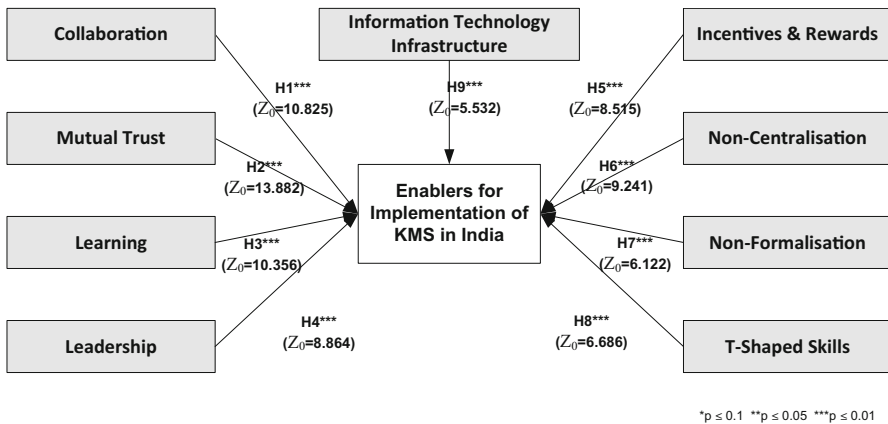 Collaboration
Information Technology
Infrastructure
Incentives & Rewards
H1***
(Z₀=10.825)
H9***
(Z₀=5.532)
H5***
(Z₀=8.515)
Mutual Trust
Non-Centralisation
H2***
(Z₀=13.882)
Enablers for
Implementation of
KMS in India
H6***
(Z₀=9.241)
Learning
Non-Formalisation
H3***
(Z₀=10.356)
H7***
(Z₀=6.122)
Leadership
H4***
(Z₀=8.864)
H8***
(Z₀=6.686)
T-Shaped Skills
*p ≤ 0.1 **p ≤ 0.05 ***p ≤ 0.01